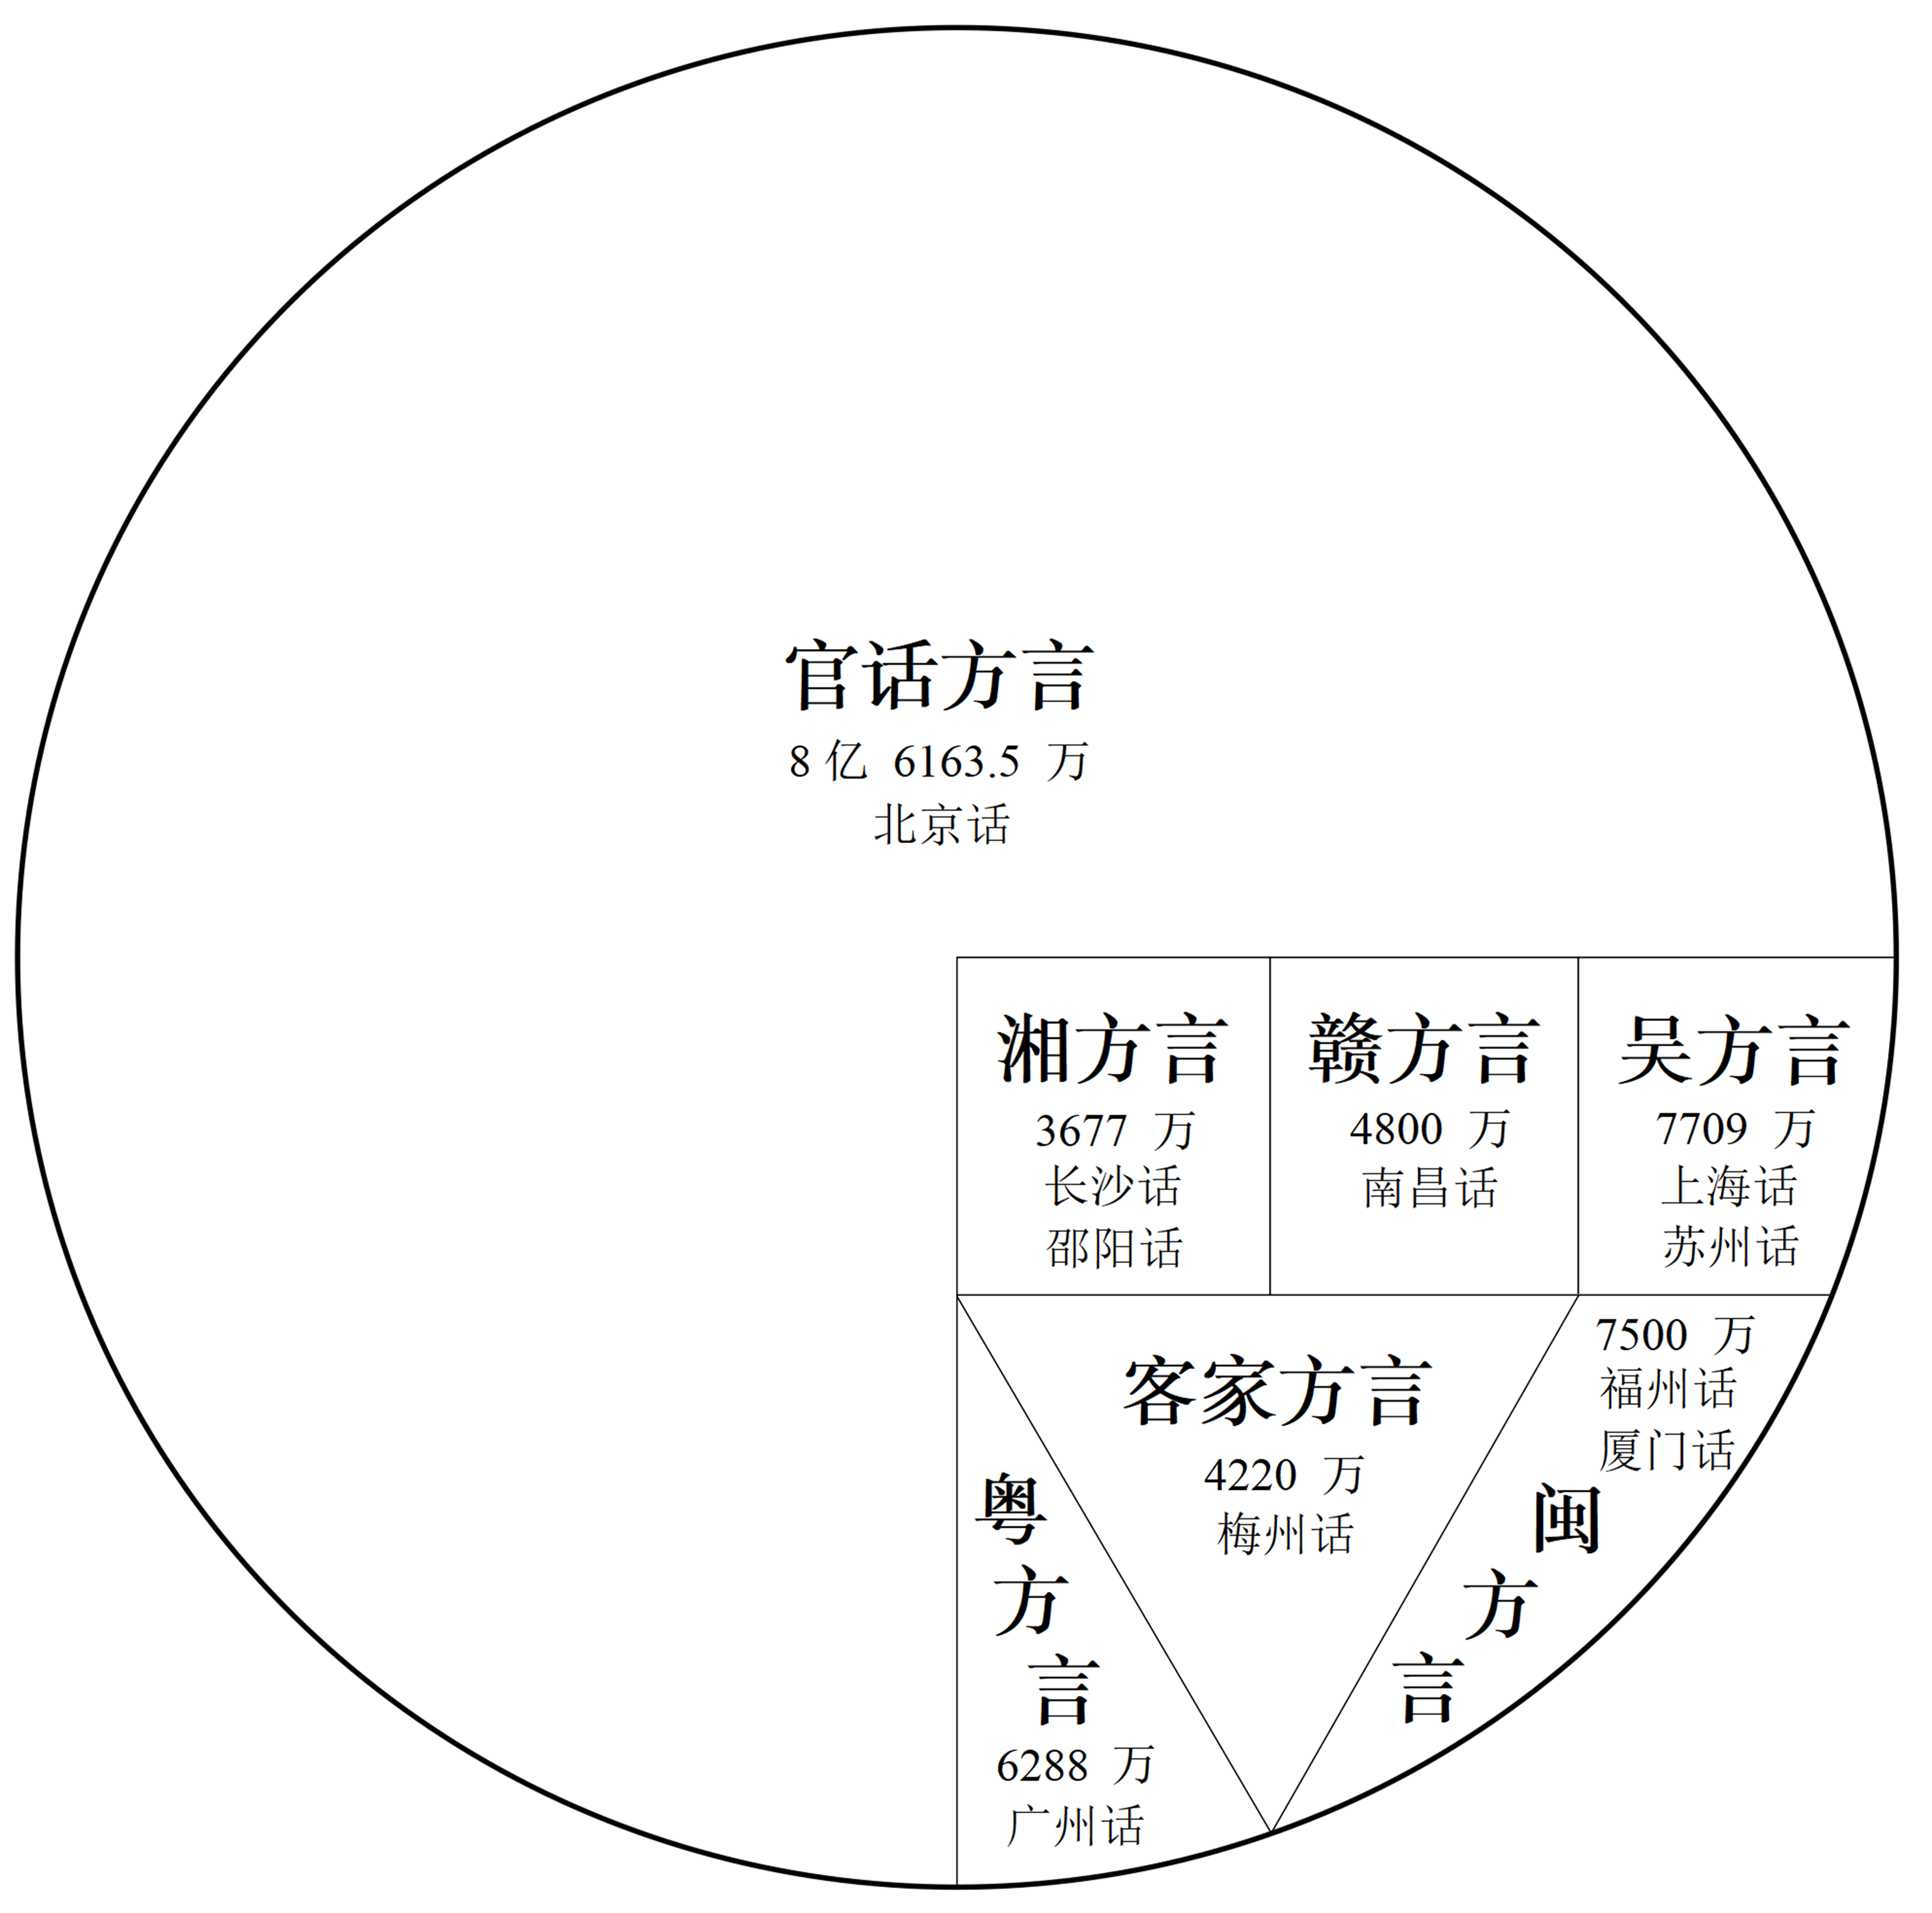 官话方言
8 亿 6163.5 万
北京话
湘方言
3677 万
长沙话
邵阳话
赣方言
4800 万
南昌话
吴方言
7709 万
上海话
苏州话
粤方言
6288 万
广州话
客家方言
4220 万
梅州话
7500 万
福州话
厦门话
闽方言